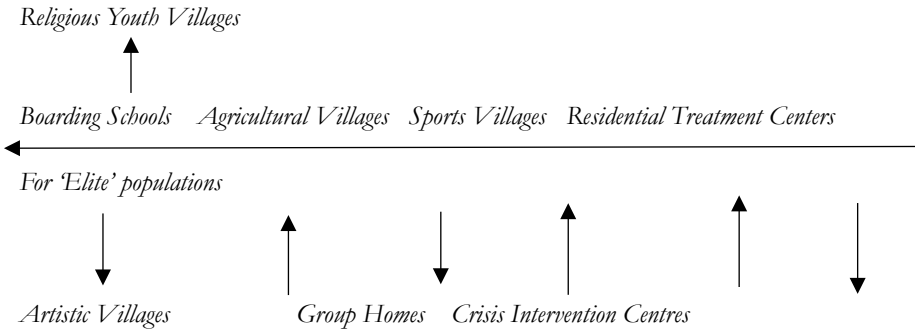 Religious Youth Villages
Boarding Schools Agricultural Villages Sports Villages Residential Treatment Centers
For ‘Elite’ populations
Artistic Villages Group Homes Crisis Intervention Centres